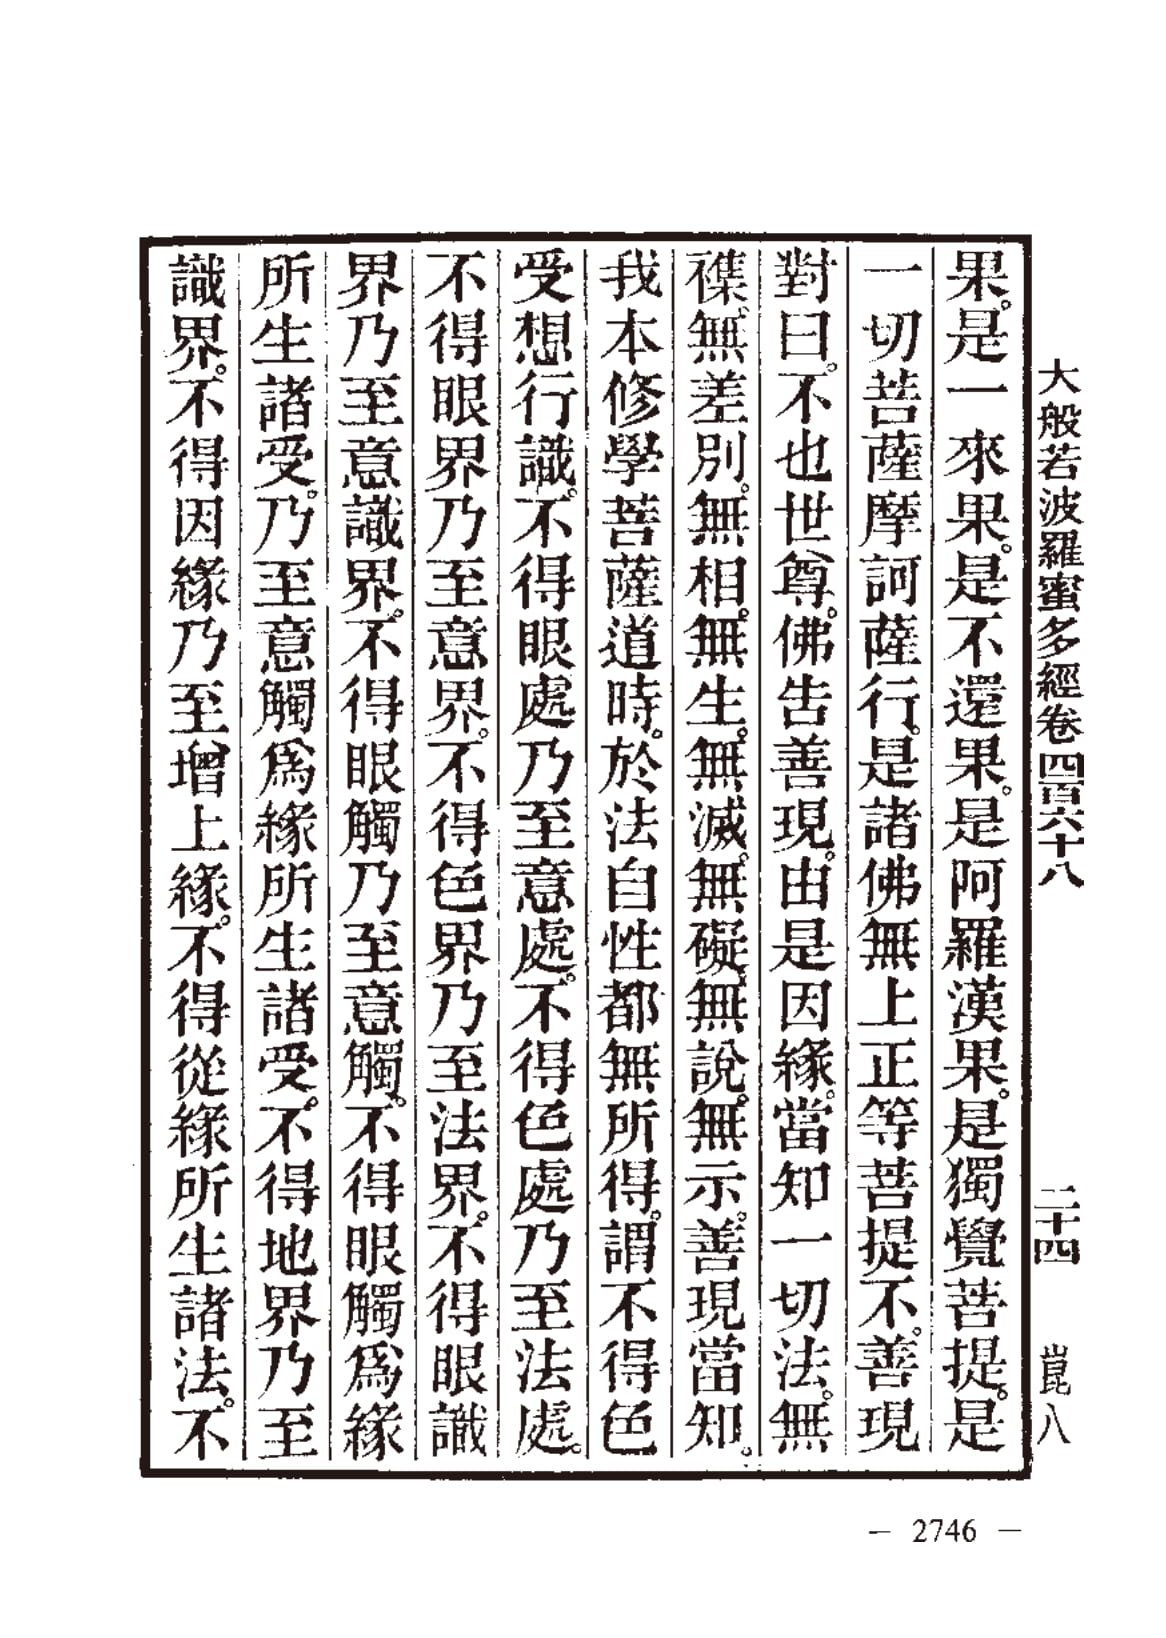 大般若波羅蜜多經卷四百六十八 二十四 崑八
果。是一來果。是不還果。是阿羅漢果。是獨覺菩提。是
一切菩薩摩訶薩行。是諸佛無上正等菩提不。善現
對曰。不也世尊。佛告善現。由是因緣。當知一切法。無
襍。無差別。無相。無生。無滅。無礙。無說。無示。善現當知。
我本修學菩薩道時。於法自性都無所得。謂不得色
受想行識。不得眼處乃至意處。不得色處乃至法處。
不得眼界乃至意界。不得色界乃至法界。不得眼識
界乃至意識界。不得眼觸乃至意觸。不得眼觸爲緣
所生諸受。乃至意觸爲緣所生諸受。不得地界乃至
識界。不得因緣乃至增上緣。不得從緣所生諸法。不
— 2746 —